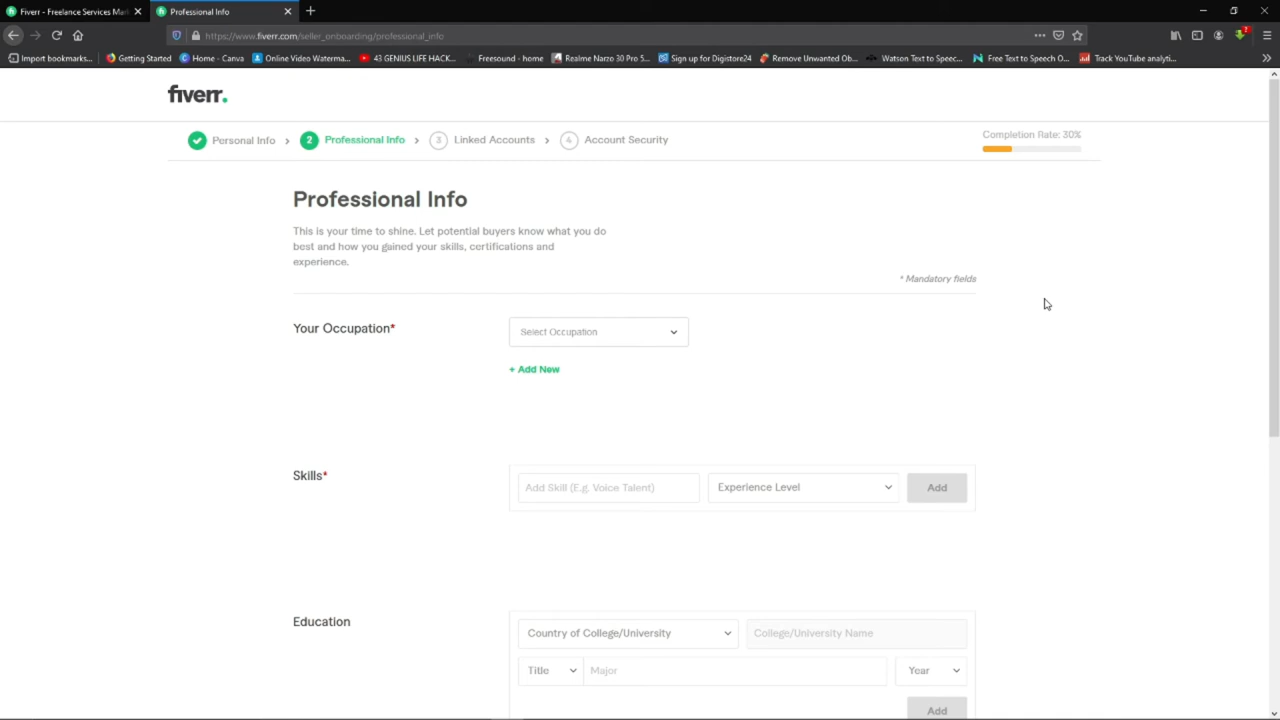 Fiverr - Freelance Services Mar
Professional Info
https://www.fiverr.com/seller_onboarding/professional_info
Import bookmarks...
Getting Started
Home - Canva
Online Video Waterma...
43 GENIUS LIFE HACK...
Freesound - home
Realme Narzo 30 Pro 5...
Sign up for Digistore24
Remove Unwanted Ob...
Watson Text to Speec...
Free Text to Speech O...
Track YouTube analyti...
fiverr.
Personal Info
2 Professional Info
3 Linked Accounts
4 Account Security
Completion Rate: 30%
Professional Info
This is your time to shine. Let potential buyers know what you do
best and how you gained your skills, certifications and
experience.
* Mandatory fields
Your Occupation*
Select Occupation
+ Add New
Skills*
Add Skill (E.g. Voice Talent)
Experience Level
Add
Education
Country of College/University
College/University Name
Title
Major
Year
Add